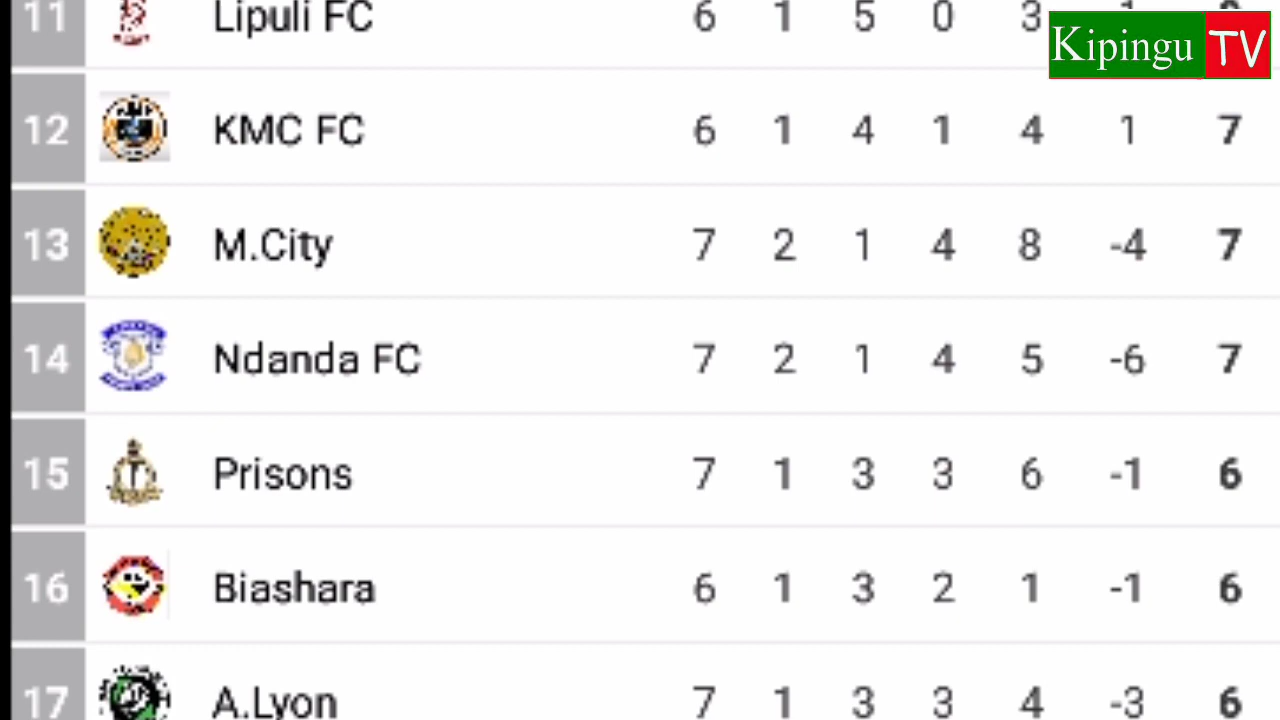 11 Lipuli FC 6 1 5 0 3
Kipingu TV
12 KMC FC 6 1 4 1 4 1 7
13 M.City 7 2 1 4 8 -4 7
14 Ndanda FC 7 2 1 4 5 -6 7
15 Prisons 7 1 3 3 6 -1 6
16 Biashara 6 1 3 2 1 -1 6
17 A.Lyon 7 1 3 3 4 -3 6